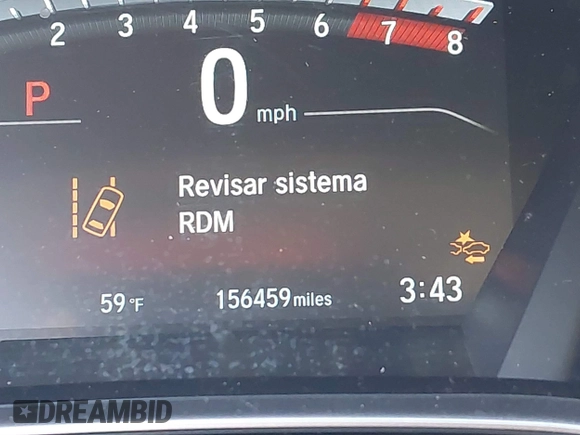 2 3 4 5 6 7 8
P 0 mph
Revisar sistema
RDM
59°F 156459 miles 3:43
DREAMBID